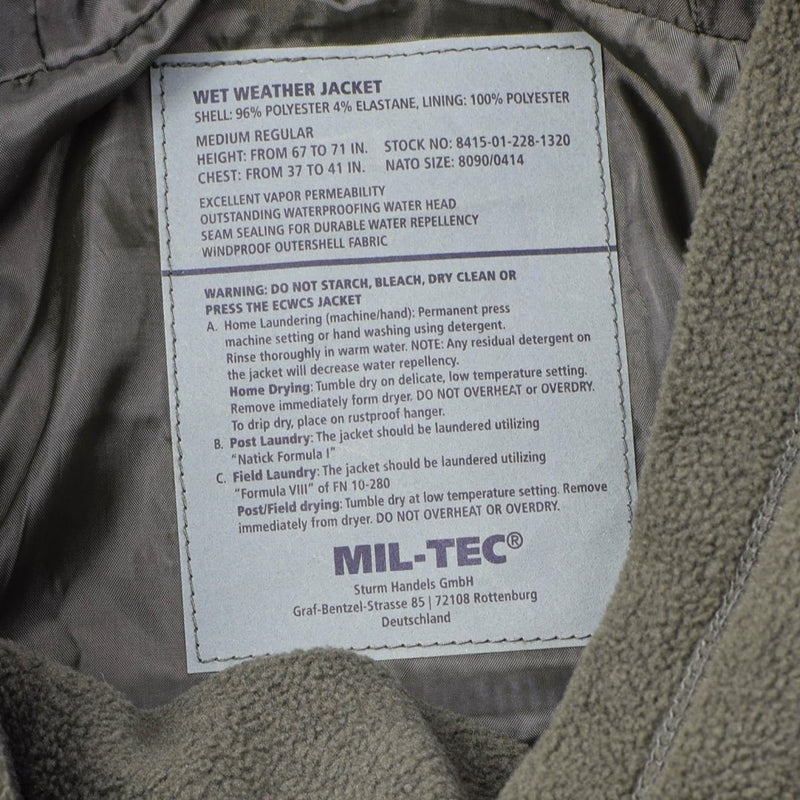 WET WEATHER JACKET
SHELL: 96% POLYESTER 4% ELASTANE, LINING: 100% POLYESTER
MEDIUM REGULAR
HEIGHT: FROM 67 TO 71 IN. STOCK NO: 8415-01-228-1320
CHEST: FROM 37 TO 41 IN. NATO SIZE: 8090/0414
EXCELLENT VAPOR PERMEABILITY
OUTSTANDING WATERPROOFING WATER HEAD
SEAM SEALING FOR DURABLE WATER REPELLENCY
WINDPROOF OUTERSHELL FABRIC
WARNING: DO NOT STARCH, BLEACH, DRY CLEAN OR
PRESS THE ECWCS JACKET
A. Home Laundering (machine/hand): Permanent press
machine setting or hand washing using detergent.
Rinse thoroughly in warm water. NOTE: Any residual detergent on
the jacket will decrease water repellency.
Home Drying: Tumble dry on delicate, low temperature setting.
Remove immediately form dryer. DO NOT OVERHEAT or OVERDRY.
To drip dry, place on rustproof hanger.
B. Post Laundry: The jacket should be laundered utilizing
"Natick Formula I"
C. Field Laundry: The jacket should be laundered utilizing
"Formula VIII" of FN 10-280
Post/Field drying: Tumble dry at low temperature setting. Remove
immediately from dryer. DO NOT OVERHEAT OR OVERDRY.
MIL-TEC®
Sturm Handels GmbH
Graf-Bentzel-Strasse 85 | 72108 Rottenburg
Deutschland